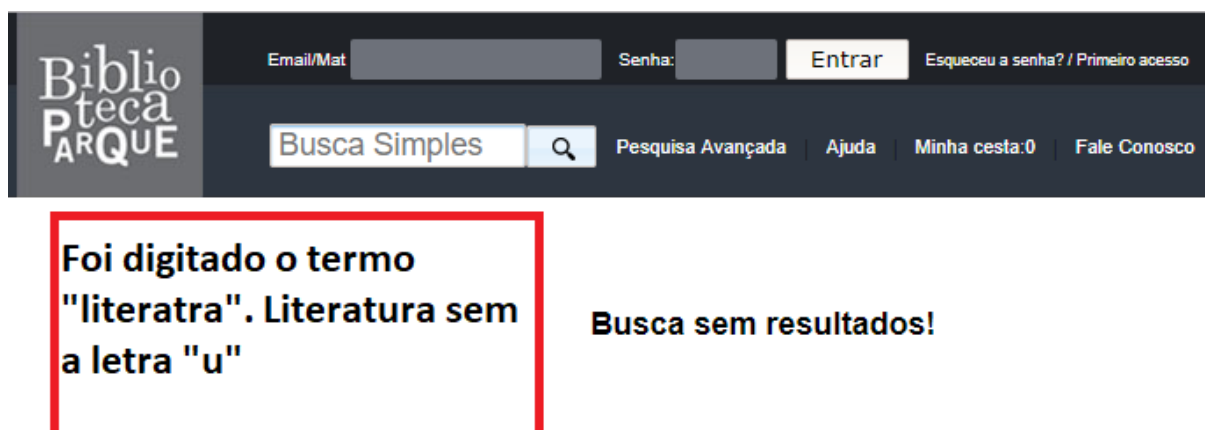 Biblio
teca
PARQUE
Email/Mat Senha: Entrar Esqueceu a senha? / Primeiro acesso
Busca Simples Pesquisa Avançada Ajuda Minha cesta:0 Fale Conosco
Foi digitado o termo
"literatra". Literatura sem
a letra "u"
Busca sem resultados!